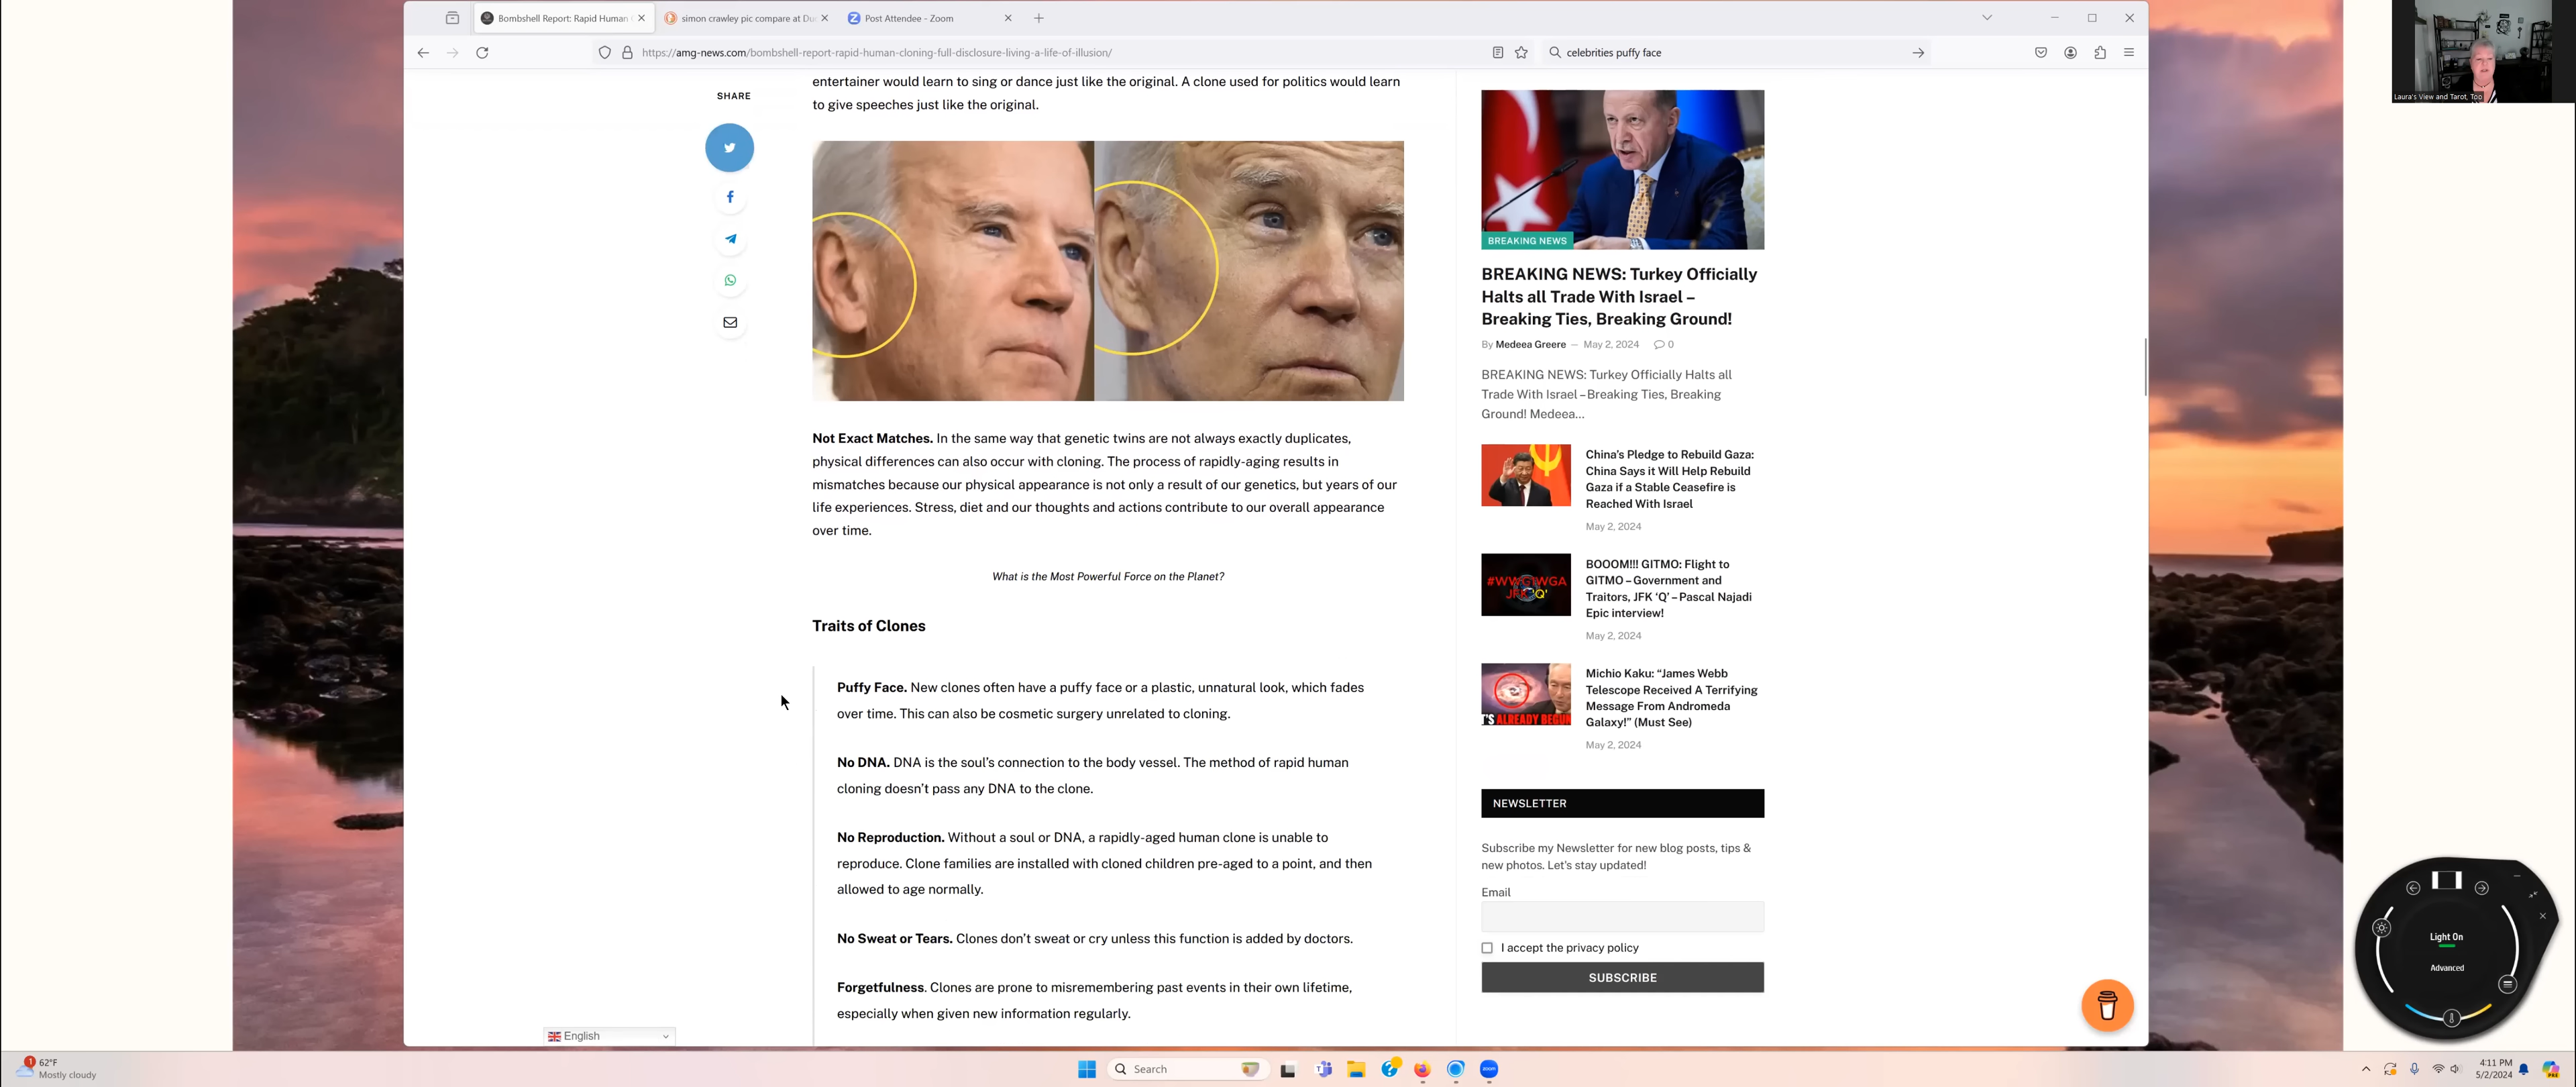 Bombshell Report: Rapid Human
simon crawley pic compare at Du
Post Attendee - Zoom
https://amg-news.com/bombshell-report-rapid-human-cloning-full-disclosure-living-a-life-of-illusion/
celebrities puffy face
Laura's View and Tarot, Too
SHARE
entertainer would learn to sing or dance just like the original. A clone used for politics would learn
to give speeches just like the original.
Not Exact Matches. In the same way that genetic twins are not always exactly duplicates,
physical differences can also occur with cloning. The process of rapidly-aging results in
mismatches because our physical appearance is not only a result of our genetics, but years of our
life experiences. Stress, diet and our thoughts and actions contribute to our overall appearance
over time.
What is the Most Powerful Force on the Planet?
Traits of Clones
Puffy Face. New clones often have a puffy face or a plastic, unnatural look, which fades
over time. This can also be cosmetic surgery unrelated to cloning.
No DNA. DNA is the soul's connection to the body vessel. The method of rapid human
cloning doesn't pass any DNA to the clone.
No Reproduction. Without a soul or DNA, a rapidly-aged human clone is unable to
reproduce. Clone families are installed with cloned children pre-aged to a point, and then
allowed to age normally.
No Sweat or Tears. Clones don't sweat or cry unless this function is added by doctors.
Forgetfulness. Clones are prone to misremembering past events in their own lifetime,
especially when given new information regularly.
English
BREAKING NEWS
BREAKING NEWS: Turkey Officially
Halts all Trade With Israel –
Breaking Ties, Breaking Ground!
By Medeea Greere — May 2, 2024 0
BREAKING NEWS: Turkey Officially Halts all
Trade With Israel – Breaking Ties, Breaking
Ground! Medeea...
China's Pledge to Rebuild Gaza:
China Says it Will Help Rebuild
Gaza if a Stable Ceasefire is
Reached With Israel
May 2, 2024
#WWG1WGA
JFK 'Q'
BOOOM!!! GITMO: Flight to
GITMO – Government and
Traitors, JFK 'Q' – Pascal Najadi
Epic interview!
May 2, 2024
T'S ALREADY BEGUN
Michio Kaku: "James Webb
Telescope Received A Terrifying
Message From Andromeda
Galaxy!" (Must See)
May 2, 2024
NEWSLETTER
Subscribe my Newsletter for new blog posts, tips &
new photos. Let's stay updated!
Email
I accept the privacy policy
SUBSCRIBE
Light On
Advanced
1
62°F
Mostly cloudy
Search
zoom
4:11 PM
5/2/2024